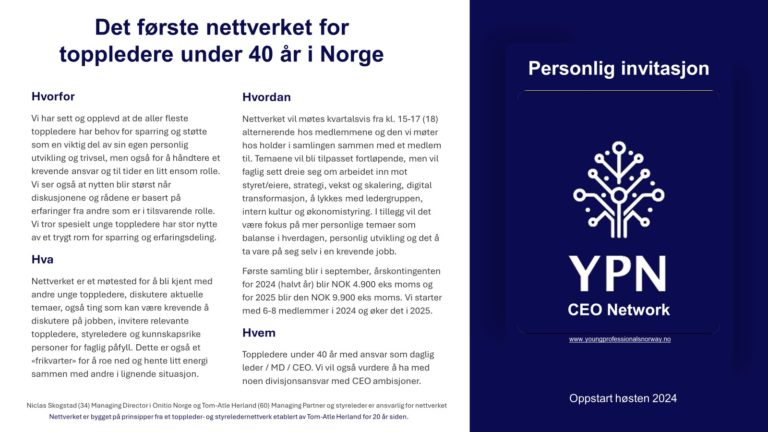 Det første nettverket for
toppledere under 40 år i Norge
Hvorfor
Vi har sett og opplevd at de aller fleste
toppledere har behov for sparring og støtte
som en viktig del av sin egen personlig
utvikling og trivsel, men også for å håndtere et
krevende ansvar og til tider en litt ensom rolle.
Vi ser også at nytten blir størst når
diskusjonene og rådene er basert på
erfaringer fra andre som er i tilsvarende rolle.
Vi tror spesielt unge toppledere har stor nytte
av et trygt rom for sparring og erfaringsdeling.
Hva
Nettverket er et møtested for å bli kjent med
andre unge toppledere, diskutere aktuelle
temaer, også ting som kan være krevende å
diskutere på jobben, invitere relevante
toppledere, styreledere og kunnskapsrike
personer for faglig påfyll. Dette er også et
«frikvarter» for å roe ned og hente litt energi
sammen med andre i lignende situasjon.
Hvordan
Nettverket vil møtes kvartalsvis fra kl. 15-17 (18)
alternerende hos medlemmene og den vi møter
hos holder i samlingen sammen med et medlem
til. Temaene vil bli tilpasset fortløpende, men vil
faglig sett dreie seg om arbeidet inn mot
styret/eiere, strategi, vekst og skalering, digital
transformasjon, å lykkes med ledergruppen,
intern kultur og økonomistyring. I tillegg vil det
være fokus på mer personlige temaer som
balanse i hverdagen, personlig utvikling og det å
ta vare på seg selv i en krevende jobb.
Første samling blir i september, årskontingenten
for 2024 (halvt år) blir NOK 4.900 eks moms og
for 2025 blir den NOK 9.900 eks moms. Vi starter
med 6-8 medlemmer i 2024 og øker det i 2025.
Hvem
Toppledere under 40 år med ansvar som daglig
leder / MD / CEO. Vi vil også vurdere å ha med
noen divisjonsansvar med CEO ambisjoner.
Niclas Skogstad (34) Managing Director i Onitio Norge og Tom-Atle Herland (60) Managing Partner og styreleder er ansvarlig for nettverket
Nettverket er bygget på prinsipper fra et toppleder- og styreledernettverk etablert av Tom-Atle Herland for 20 år siden.
Personlig invitasjon
YPN
CEO Network
www.youngprofessionalsnorway.no
Oppstart høsten 2024